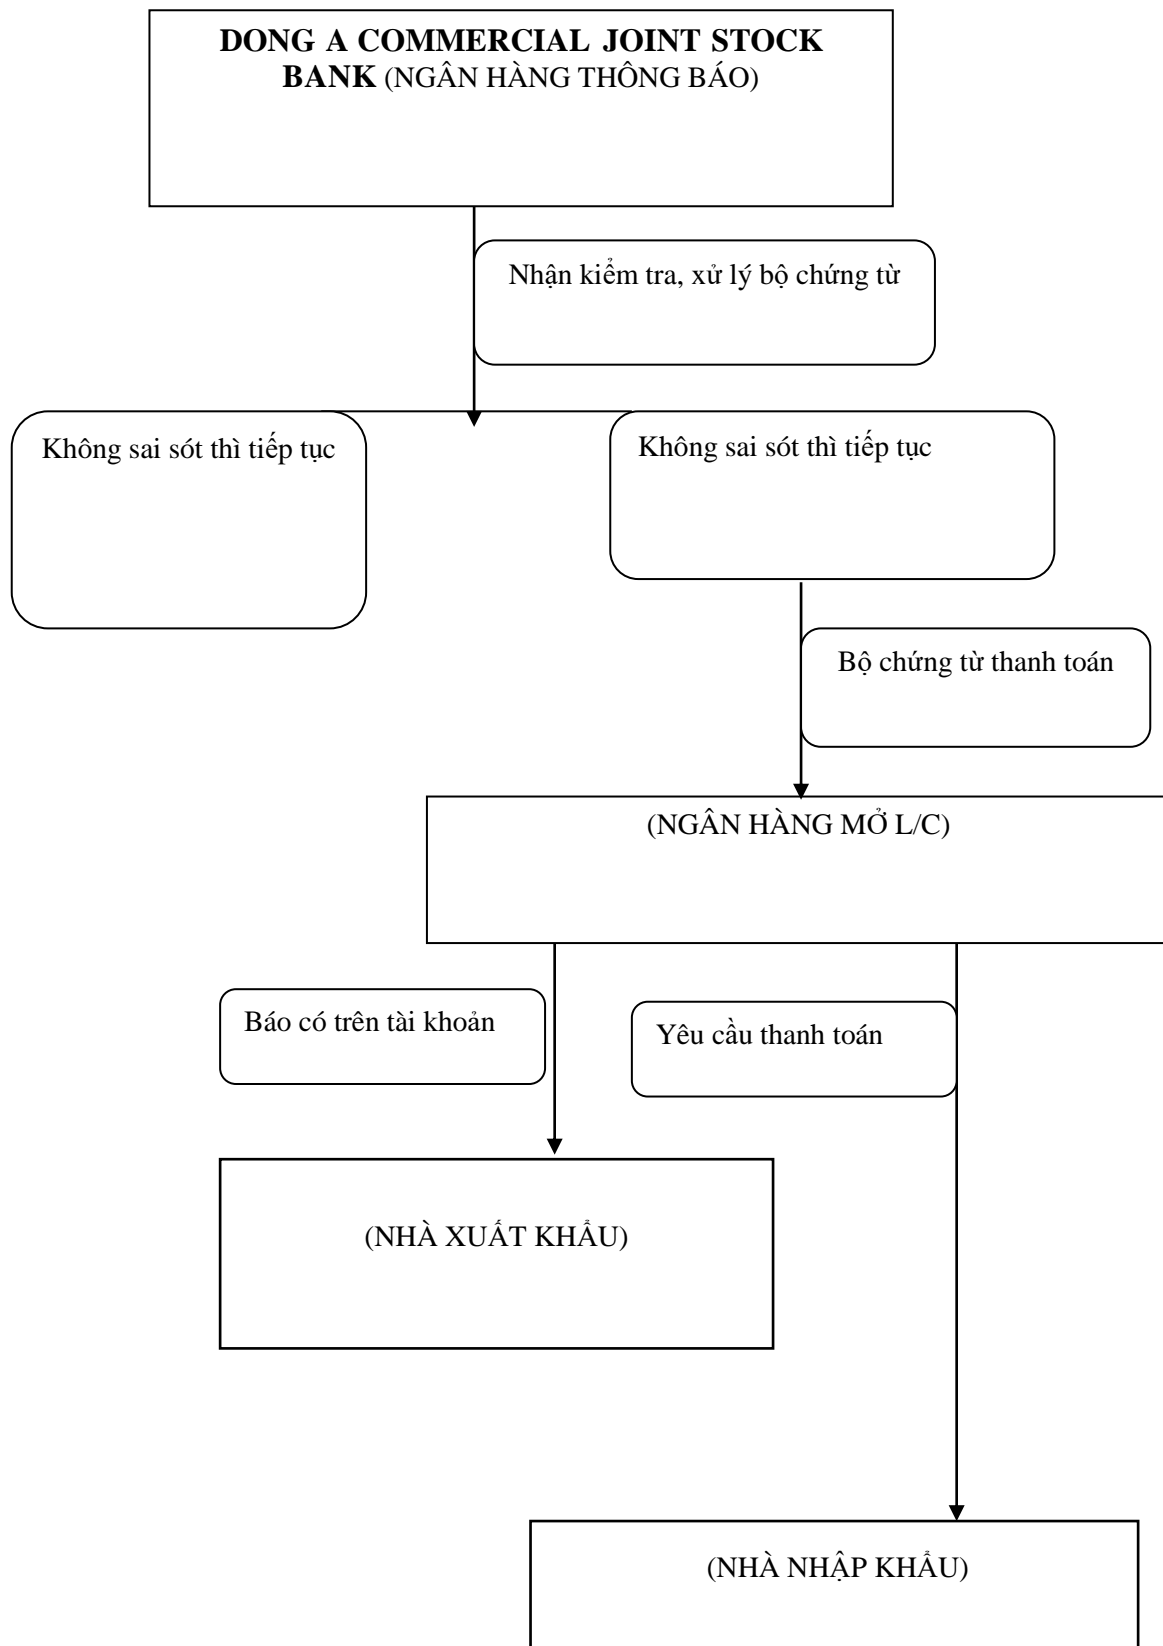 DONG A COMMERCIAL JOINT STOCK
BANK (NGÂN HÀNG THÔNG BÁO)
Nhận kiểm tra, xử lý bộ chứng từ
Không sai sót thì tiếp tục
Không sai sót thì tiếp tục
Bộ chứng từ thanh toán
(NGÂN HÀNG MỞ L/C)
Báo có trên tài khoản
Yêu cầu thanh toán
(NHÀ XUẤT KHẨU)
(NHÀ NHẬP KHẨU)